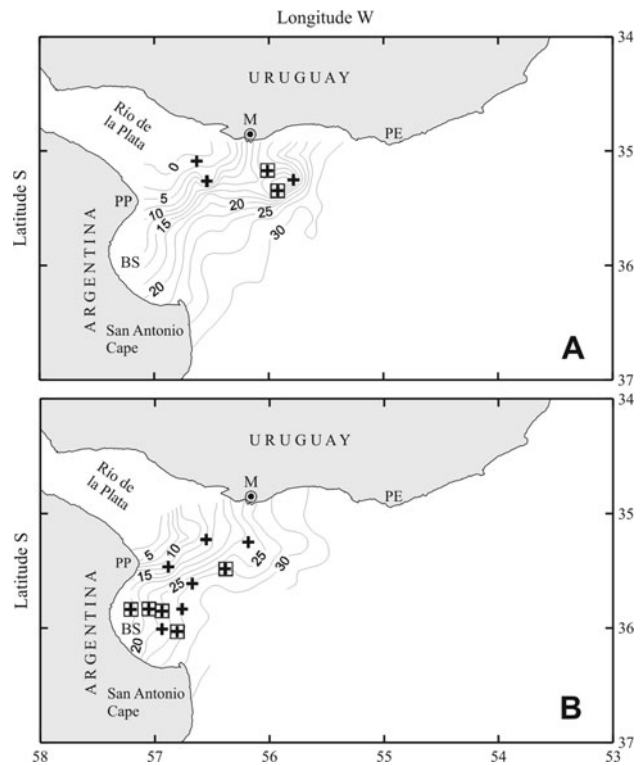 Longitude W
34
URUGUAY
Río de
la Plata
M
PE
35
0
5
PP
10
15
20
25
30
Latitude S
ARGENTINA
BS
36
20
San Antonio
Cape
A
37
34
URUGUAY
Río de
la Plata
M
PE
35
5
10
PP
15
25
25
30
Latitude S
ARGENTINA
BS
36
20
San Antonio
Cape
B
37
58
57
56
55
54
53